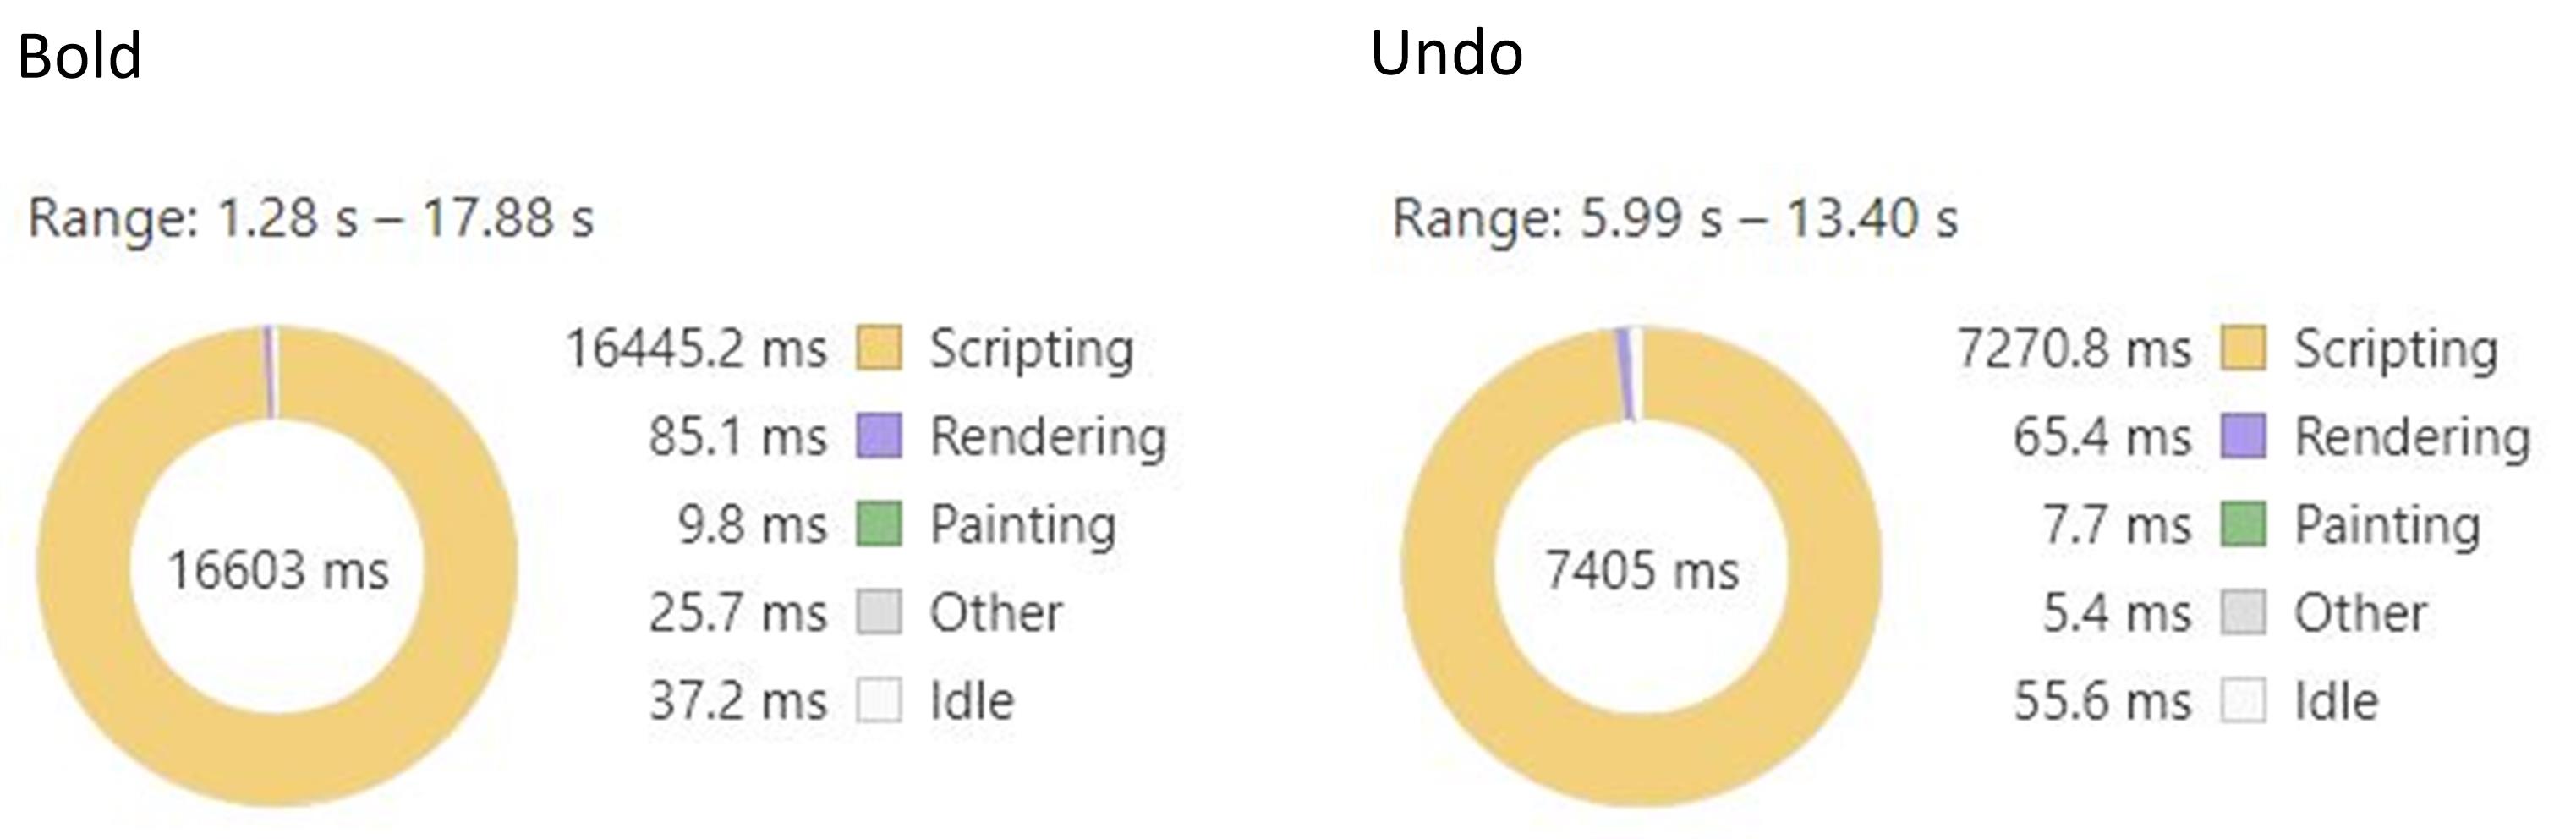 Bold
Range: 1.28 s – 17.88 s
16603 ms
16445.2 ms Scripting
85.1 ms Rendering
9.8 ms Painting
25.7 ms Other
37.2 ms Idle
Undo
Range: 5.99 s – 13.40 s
7405 ms
7270.8 ms Scripting
65.4 ms Rendering
7.7 ms Painting
5.4 ms Other
55.6 ms Idle